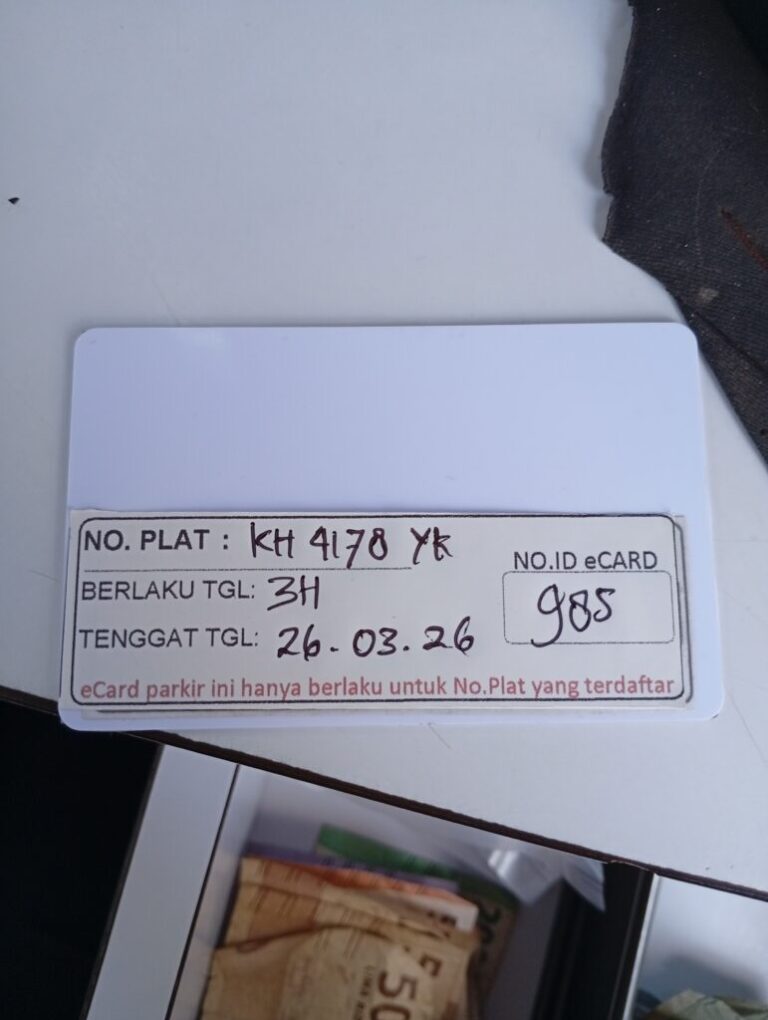 NO. PLAT : KH 4178 YK
BERLAKU TGL: 3H
TENGGAT TGL: 26.03.26
NO.ID eCARD
985
eCard parkir ini hanya berlaku untuk No.Plat yang terdaftar
50